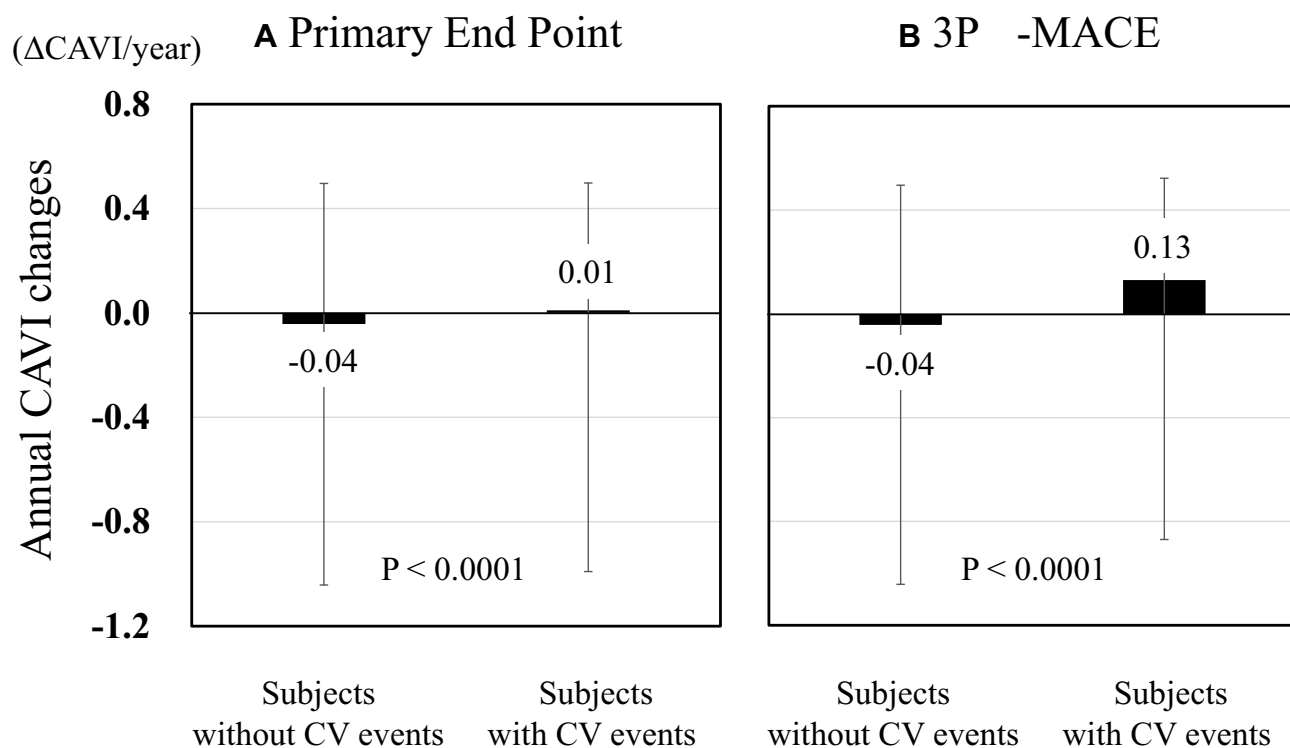 (ΔCAVI/year)
A Primary End Point
B 3P -MACE
Annual CAVI changes
0.8
0.4
0.0
-0.4
-0.8
-1.2
-0.04
0.01
P < 0.0001
-0.04
0.13
P < 0.0001
Subjects
without CV events
Subjects
with CV events
Subjects
without CV events
Subjects
with CV events